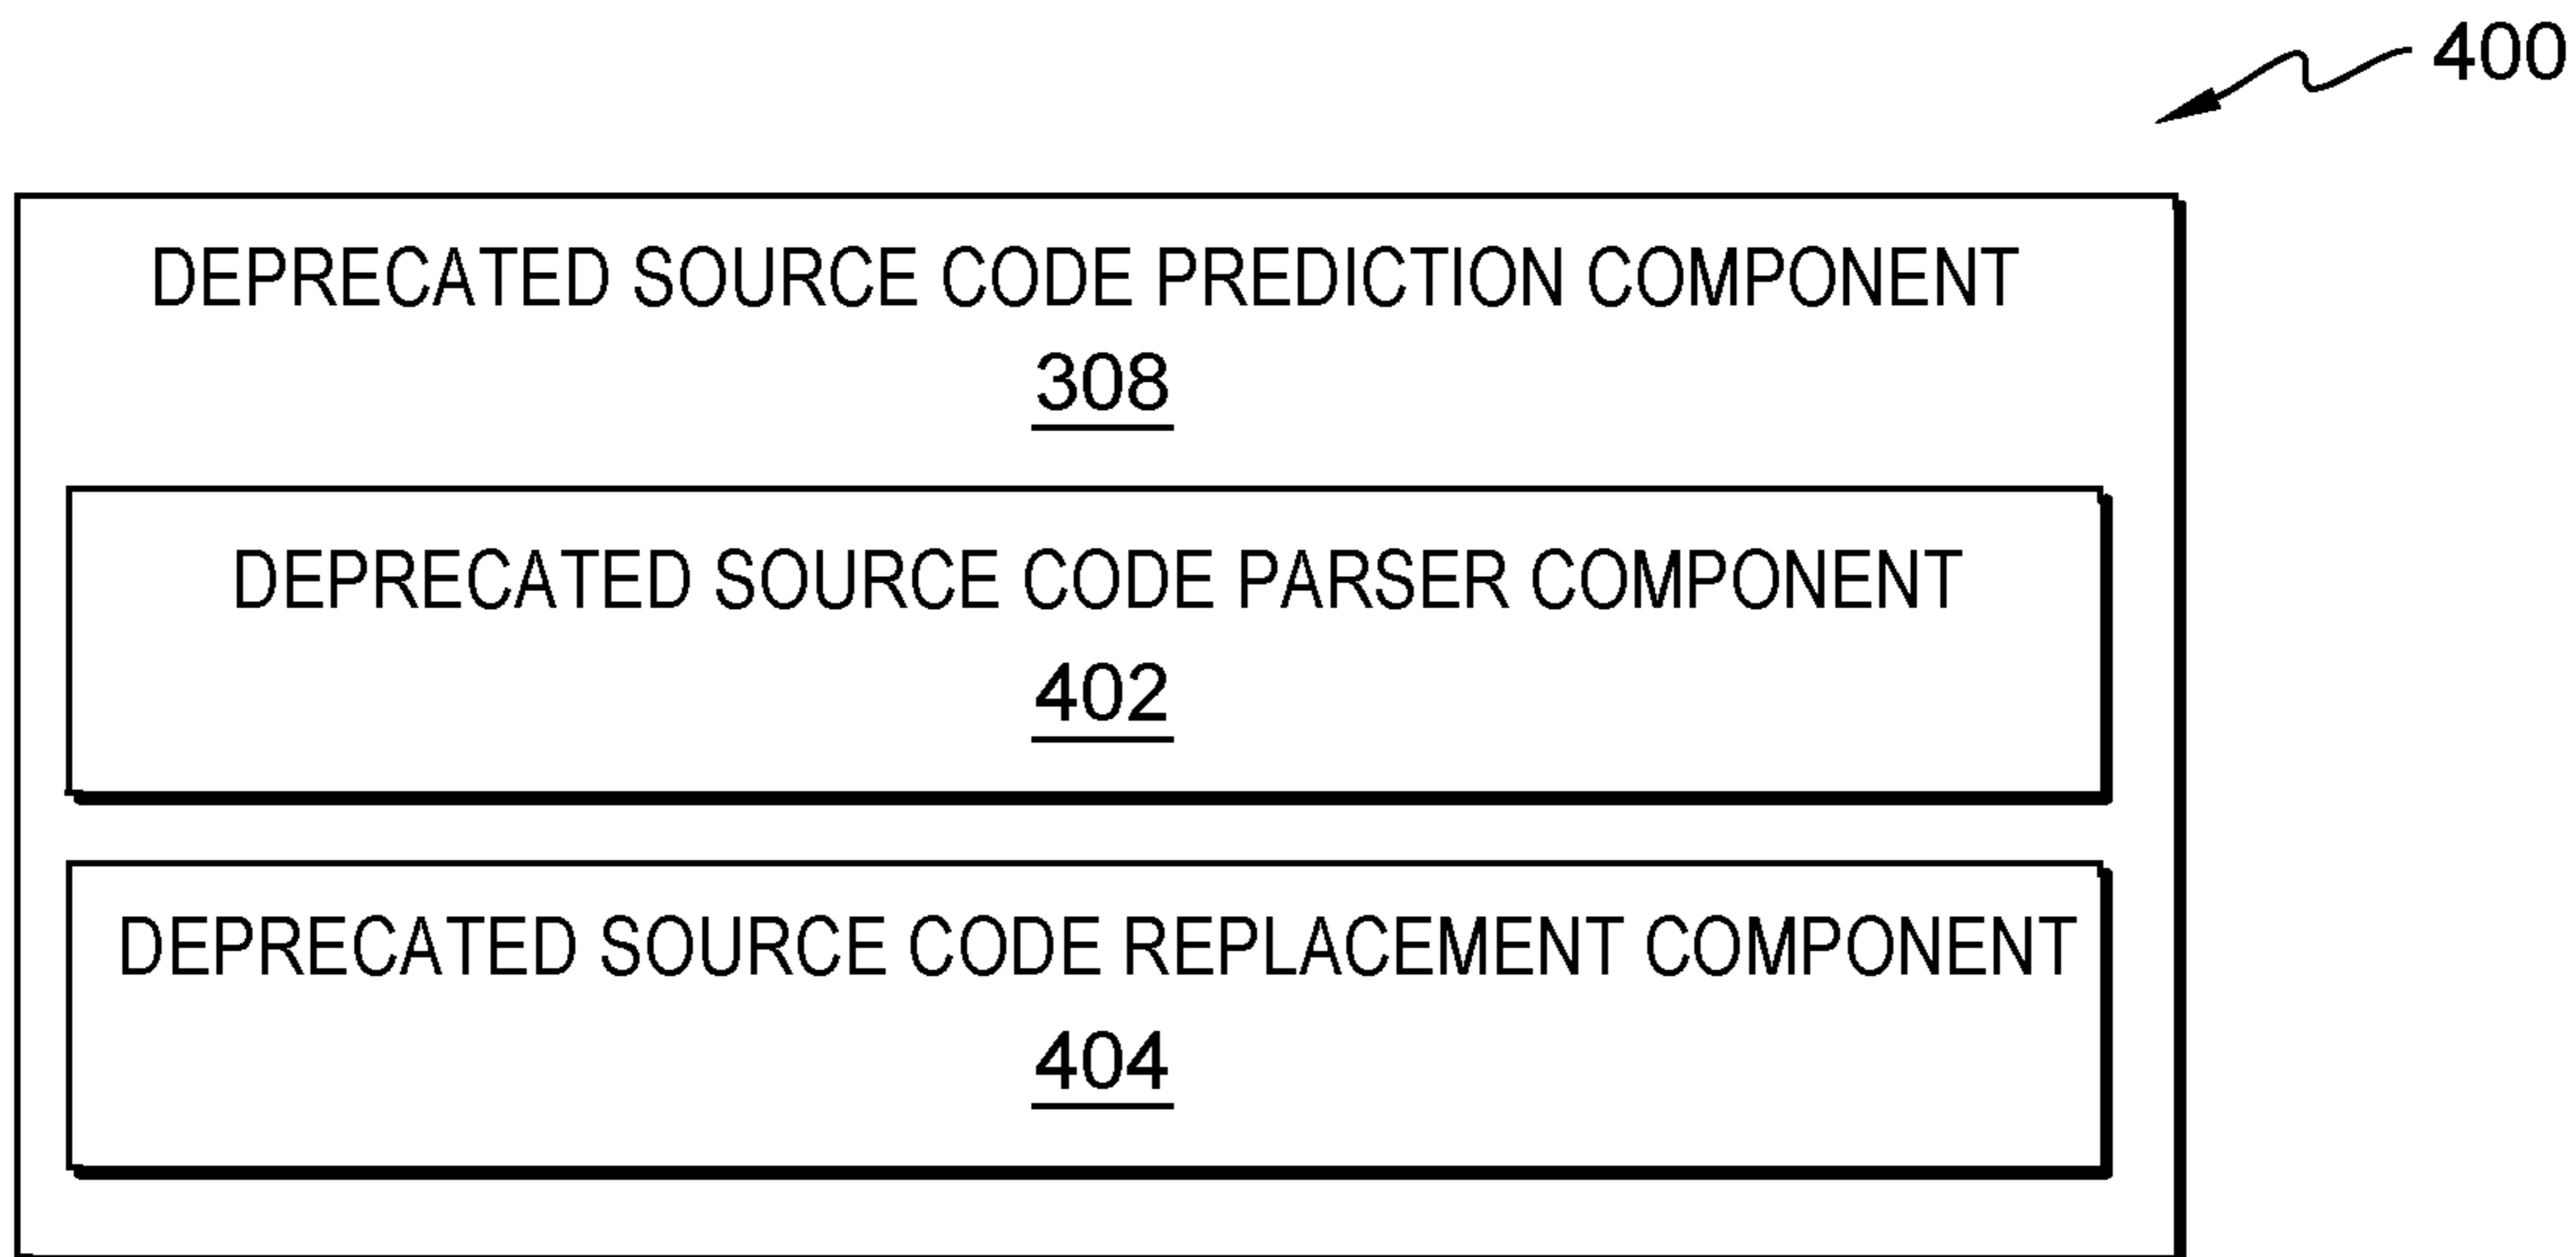 400
DEPRECATED SOURCE CODE PREDICTION COMPONENT
308
DEPRECATED SOURCE CODE PARSER COMPONENT
402
DEPRECATED SOURCE CODE REPLACEMENT COMPONENT
404